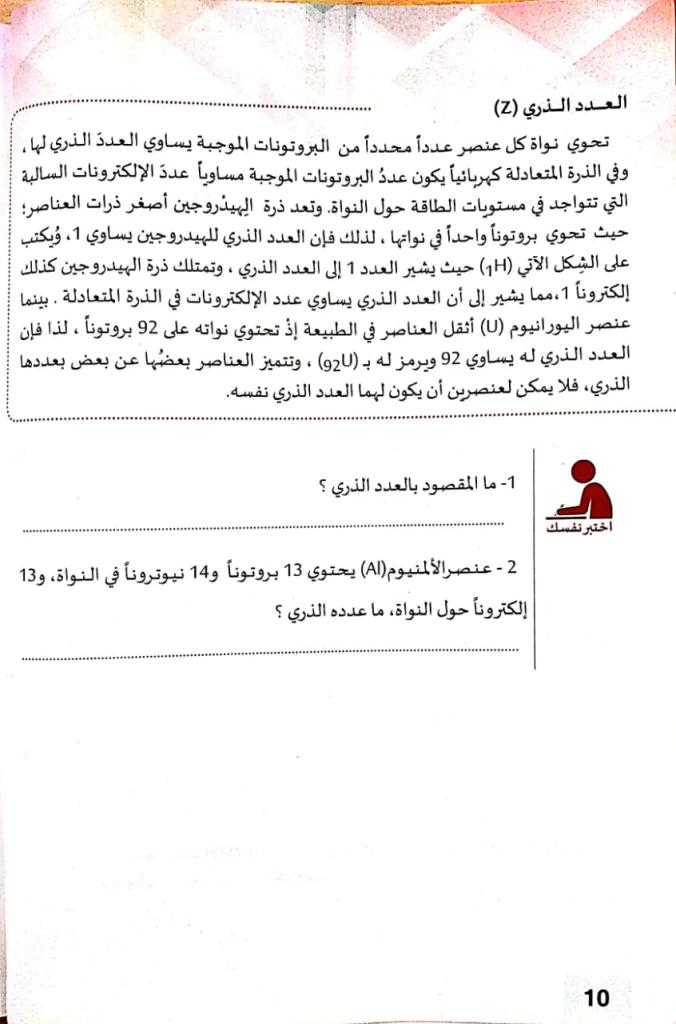 العـدد الـذري (Z)
تحوي نواة كل عنصر عدداً محدداً من البروتونات الموجبة يساوي العددَ الذري لها،
وفي الذرة المتعادلة كهربائياً يكون عددُ البروتونات الموجبة مساوياً عددَ الإلكترونات السالبة
التي تتواجد في مستويات الطاقة حول النواة. وتعد ذرة الهيدْروجين أصغر ذرات العناصر؛
حيث تحوي بروتوناً واحداً في نواتها، لذلك فإن العدد الذري للهيدروجين يساوي 1، وُيكتب
على الشِكل الآتي (₁H) حيث يشير العدد 1 إلى العدد الذري، وتمتلك ذرة الهيدروجين كذلك
إلكتروناً 1،مما يشير إلى أن العدد الذري يساوي عدد الإلكترونات في الذرة المتعادلة. بينما
عنصر اليورانيوم (U) أثقل العناصر في الطبيعة إذْ تحتوي نواته على 92 بروتوناً، لذا فإن
العدد الذري له يساوي 92 ويرمز له بـ (₉₂U)، وتتميز العناصر بعضُها عن بعض بعددها
الذري، فلا يمكن لعنصرين أن يكون لهما العدد الذري نفسه.
اختبر نفسك
1- ما المقصود بالعدد الذري ؟
2 - عنصرالألمنيوم(Al) يحتوي 13 بروتوناً و14 نيوتروناً في النواة، و13
إلكتروناً حول النواة، ما عدده الذري ؟
10